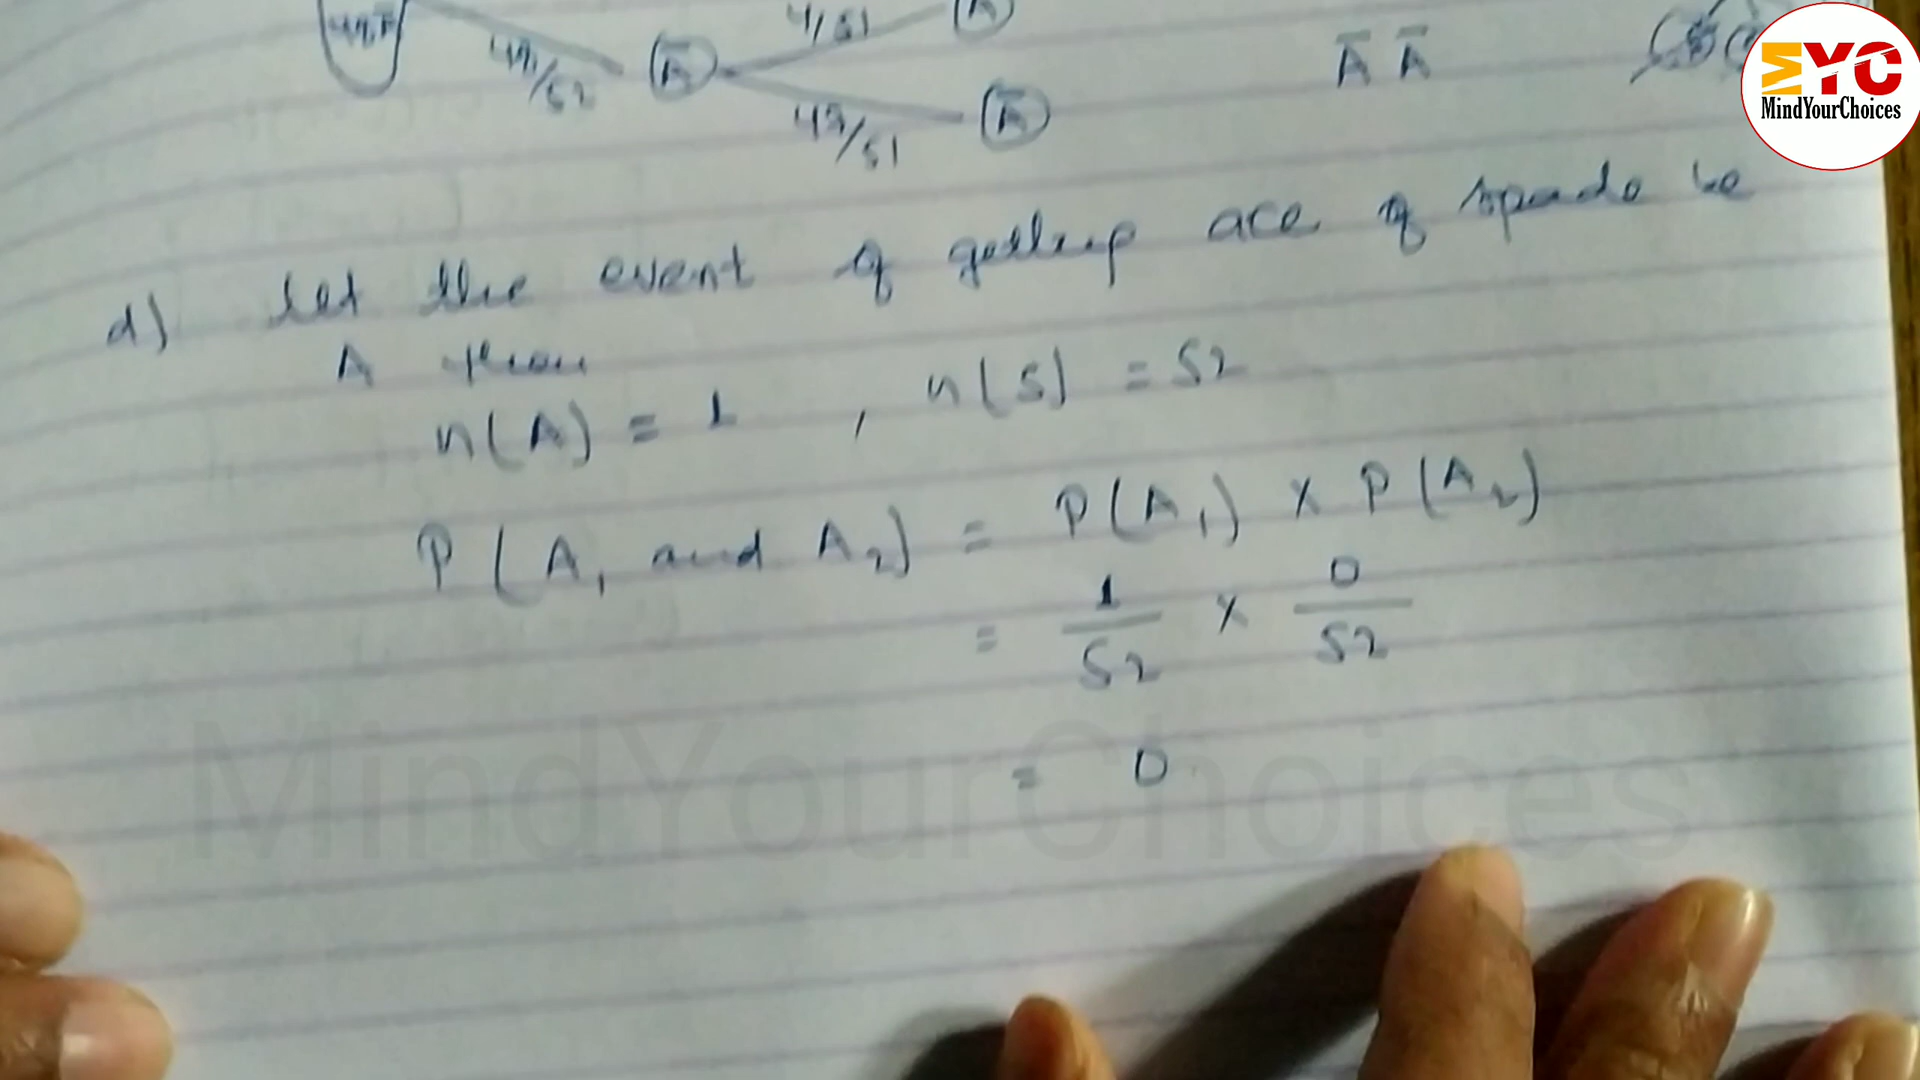 4/51
A
49/52
Ā
47/51
Ā
Ā Ā
MYC
MindYourChoices
d) Let the event of getting ace of spade be
A then
n(A) = 1 , n(S) = 52
P(A₁ and A₂) = P(A₁) × P(A₂)
= 1/52 × 0/52
= 0
MindYourChoices